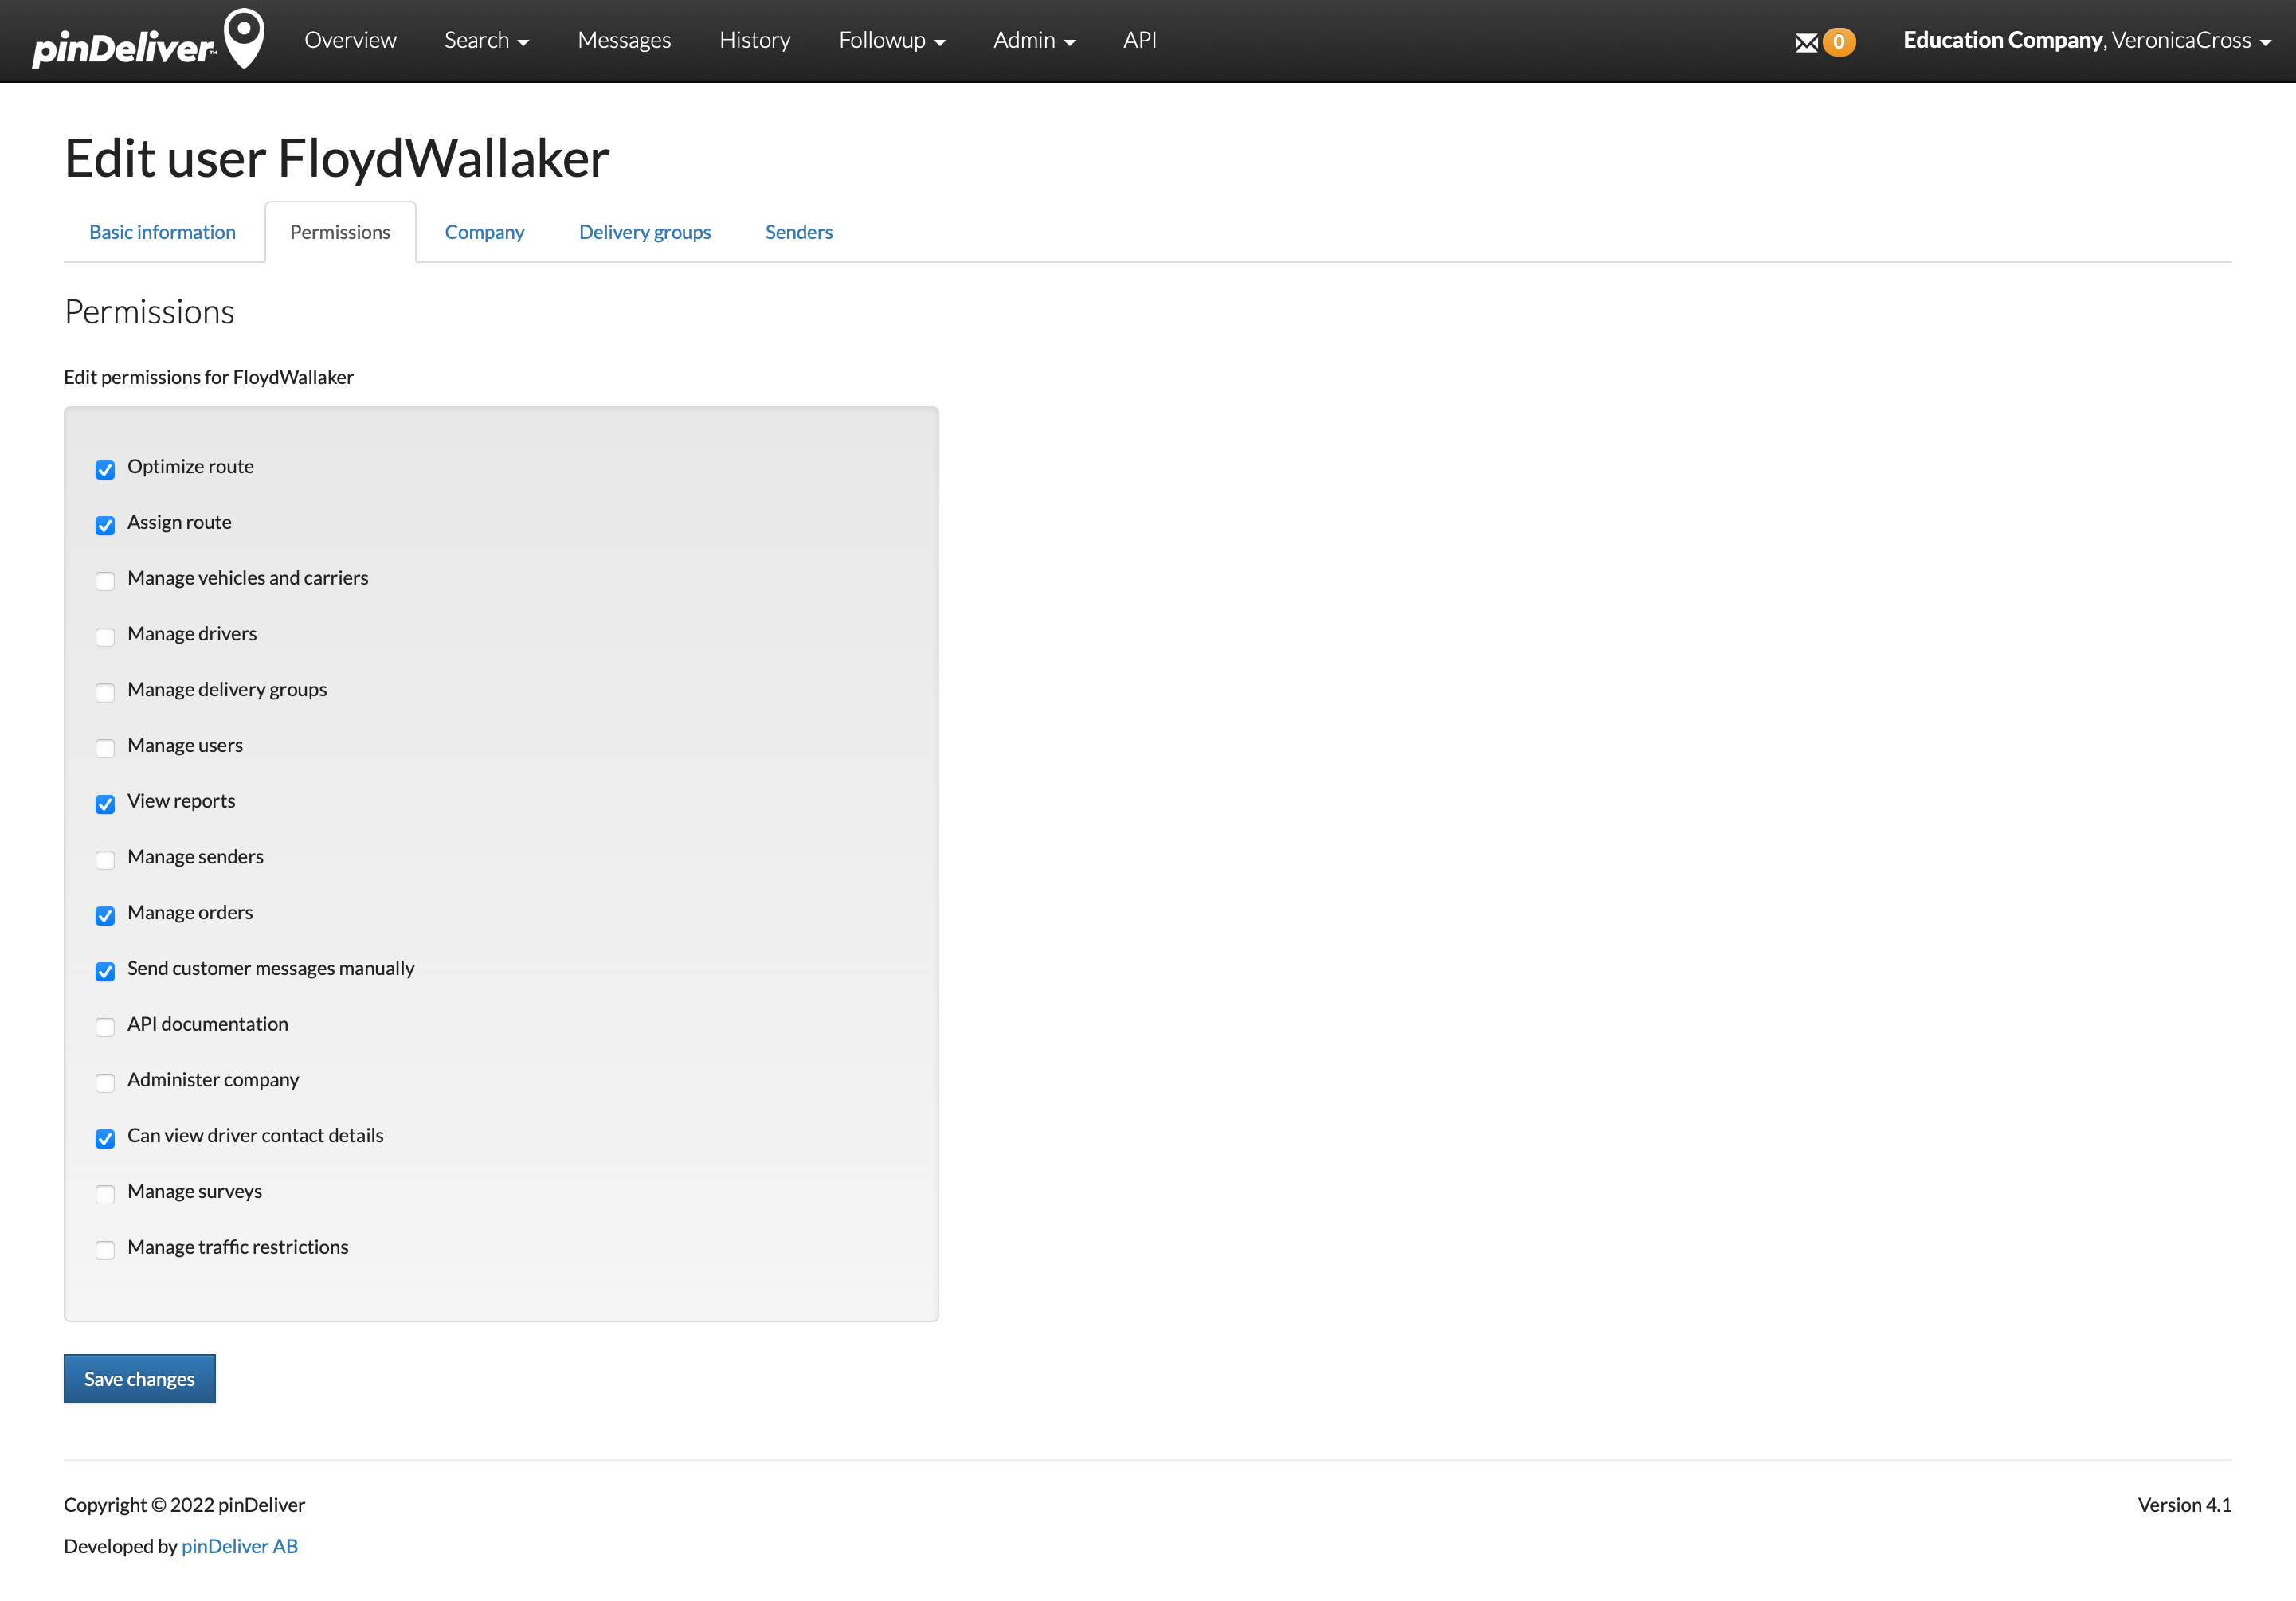 pinDeliver™ Overview Search Messages History Followup Admin API 0 Education Company, VeronicaCross
Edit user FloydWallaker
Basic information Permissions Company Delivery groups Senders
Permissions
Edit permissions for FloydWallaker
Optimize route
Assign route
Manage vehicles and carriers
Manage drivers
Manage delivery groups
Manage users
View reports
Manage senders
Manage orders
Send customer messages manually
API documentation
Administer company
Can view driver contact details
Manage surveys
Manage traffic restrictions
Save changes
Copyright © 2022 pinDeliver Version 4.1
Developed by pinDeliver AB